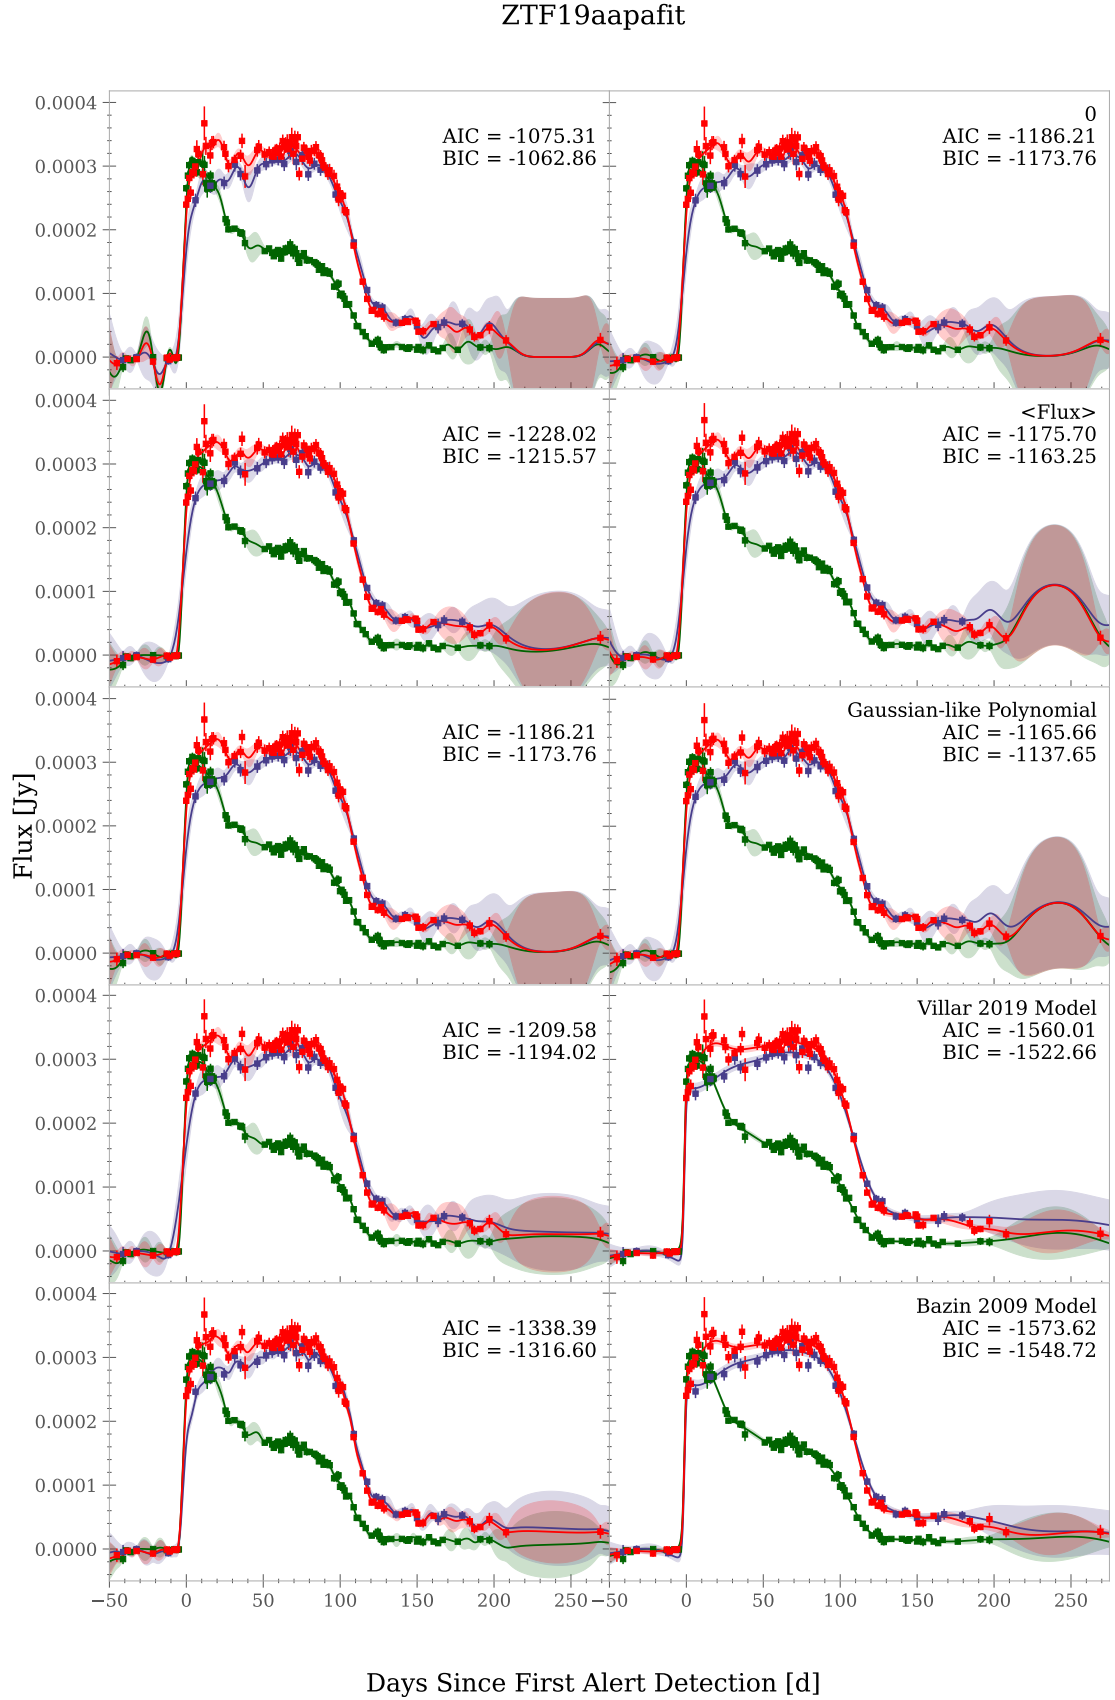 ZTF19aapafit
0.0004
0.0003
0.0002
0.0001
0.0000
AIC = -1075.31
BIC = -1062.86
0
AIC = -1186.21
BIC = -1173.76
0.0004
0.0003
0.0002
0.0001
0.0000
AIC = -1228.02
BIC = -1215.57
<Flux>
AIC = -1175.70
BIC = -1163.25
0.0004
0.0003
0.0002
0.0001
0.0000
AIC = -1186.21
BIC = -1173.76
Gaussian-like Polynomial
AIC = -1165.66
BIC = -1137.65
Flux [Jy]
0.0004
0.0003
0.0002
0.0001
0.0000
AIC = -1209.58
BIC = -1194.02
Villar 2019 Model
AIC = -1560.01
BIC = -1522.66
0.0004
0.0003
0.0002
0.0001
0.0000
AIC = -1338.39
BIC = -1316.60
Bazin 2009 Model
AIC = -1573.62
BIC = -1548.72
−50 0 50 100 150 200 250 −50 0 50 100 150 200 250
Days Since First Alert Detection [d]